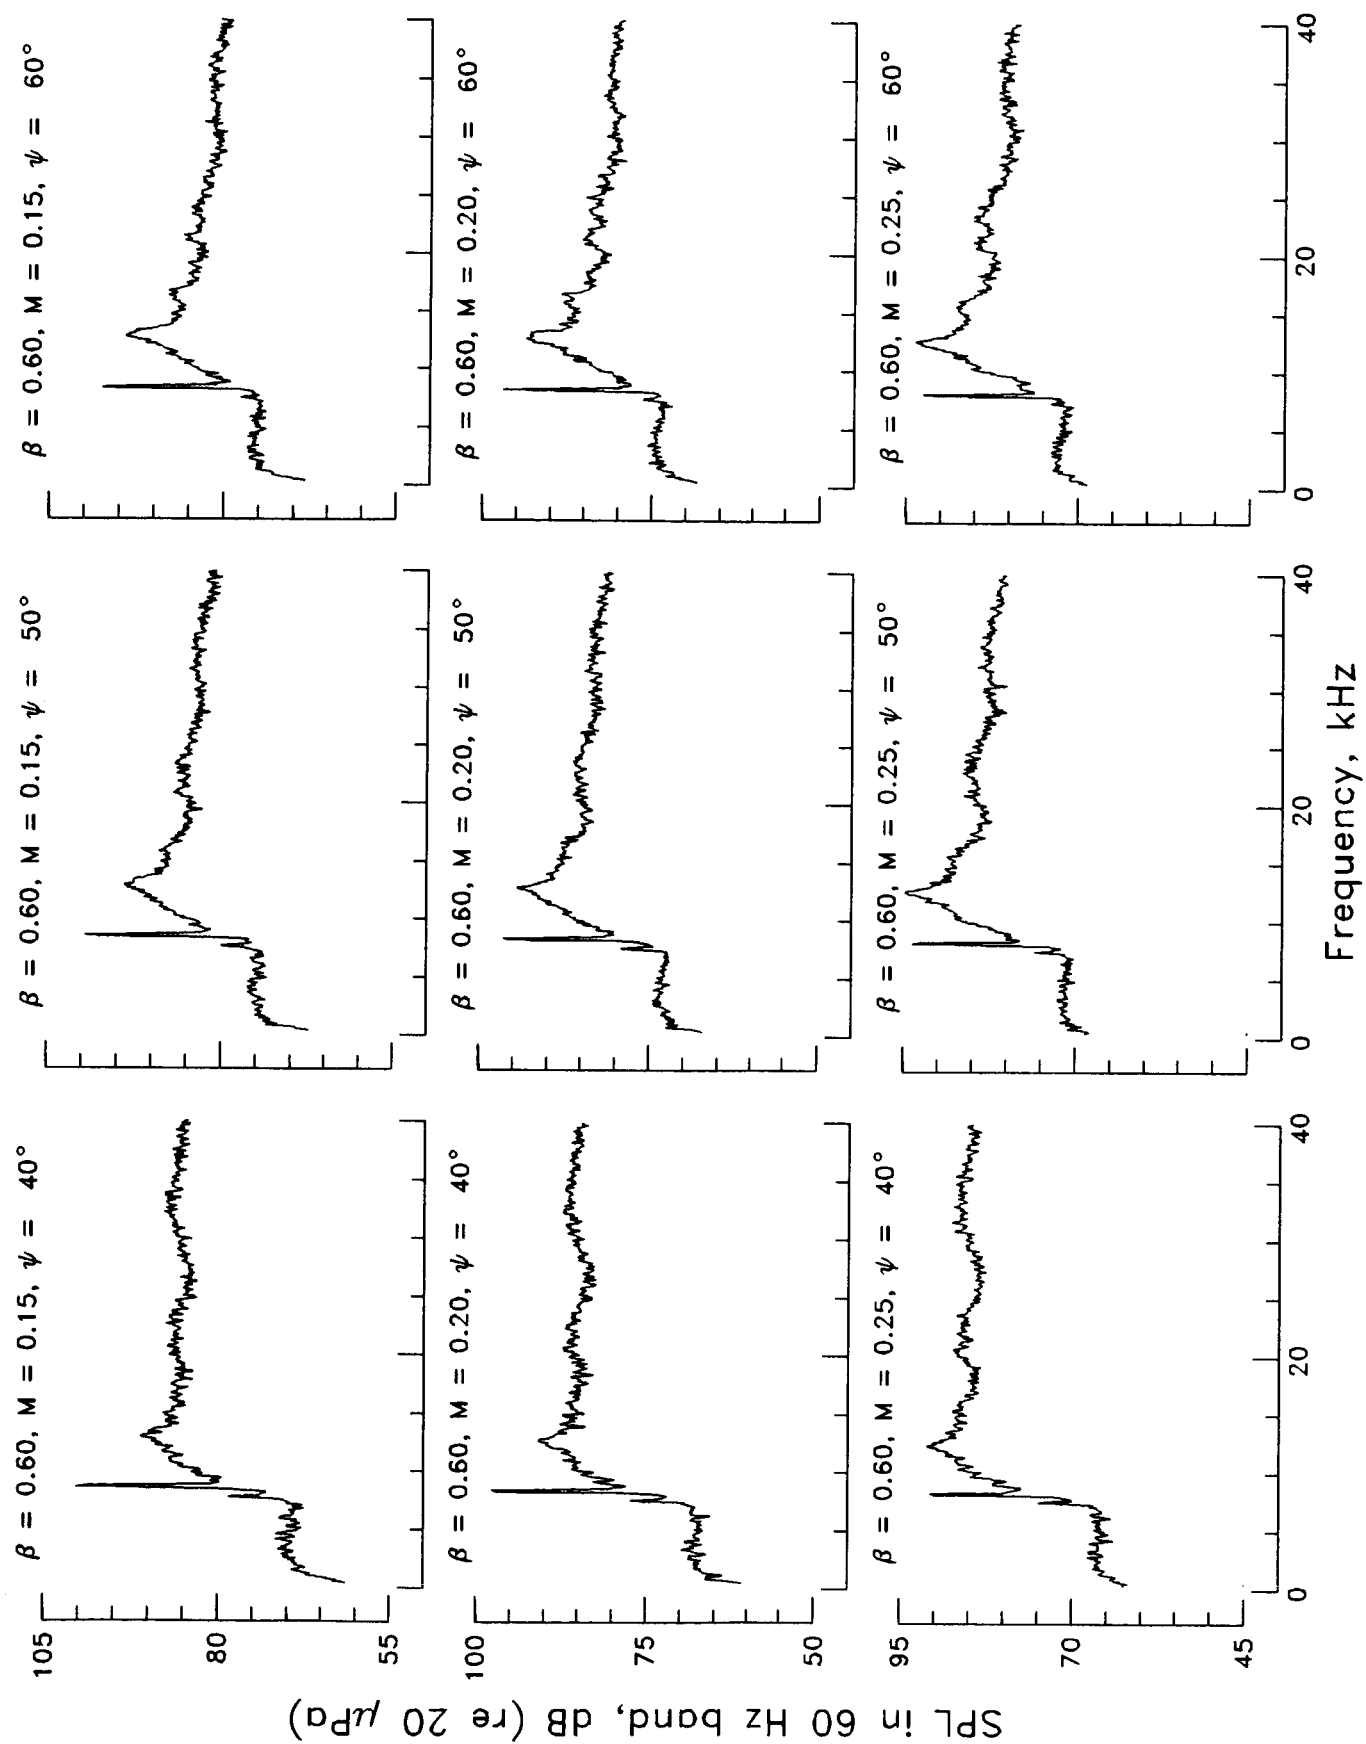 β = 0.60, M = 0.15, ψ = 40°
β = 0.60, M = 0.15, ψ = 50°
β = 0.60, M = 0.15, ψ = 60°
105
80
55
β = 0.60, M = 0.20, ψ = 40°
β = 0.60, M = 0.20, ψ = 50°
β = 0.60, M = 0.20, ψ = 60°
100
75
50
β = 0.60, M = 0.25, ψ = 40°
β = 0.60, M = 0.25, ψ = 50°
β = 0.60, M = 0.25, ψ = 60°
95
70
45
0 20 40 0 20 40 0 20 40
Frequency, kHz
SPL in 60 Hz band, dB (re 20 μPa)